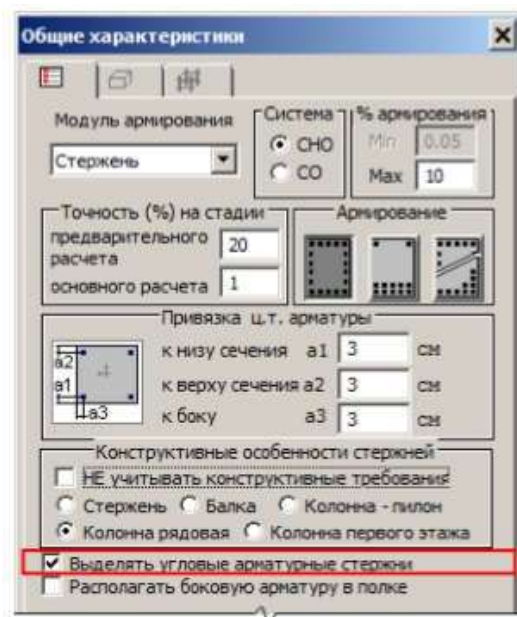 Общие характеристики
Модуль армирования
Стержень
Система
СНО
СО
% армирования
Min 0.05
Max 10
Точность (%) на стадии
предварительного расчета 20
основного расчета 1
Армирование
Привязка ц.т. арматуры
a2
a1
a3
к низу сечения a1 3 см
к верху сечения a2 3 см
к боку a3 3 см
Конструктивные особенности стержней
НЕ учитывать конструктивные требования
Стержень Балка Колонна - пилон
Колонна рядовая Колонна первого этажа
Выделять угловые арматурные стержни
Располагать боковую арматуру в полке